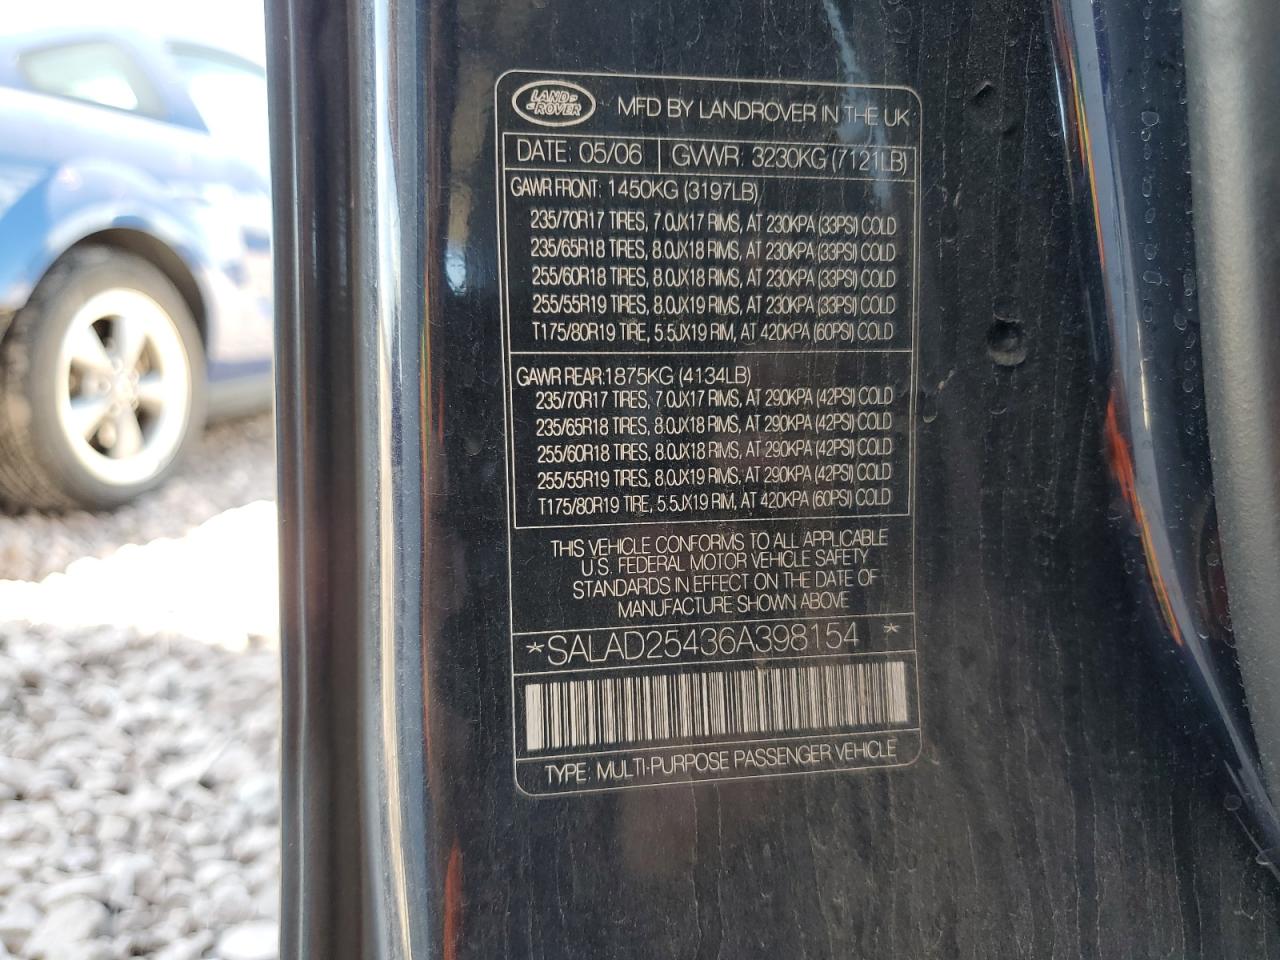 LAND ROVER
MFD BY LANDROVER IN THE UK
DATE: 05/06 GVWR: 3230KG (7121LB)
GAWR FRONT: 1450KG (3197LB)
235/70R17 TIRES, 7.0JX17 RIMS, AT 230KPA (33PSI) COLD
235/65R18 TIRES, 8.0JX18 RIMS, AT 230KPA (33PSI) COLD
255/60R18 TIRES, 8.0JX18 RIMS, AT 230KPA (33PSI) COLD
255/55R19 TIRES, 8.0JX19 RIMS, AT 230KPA (33PSI) COLD
T175/80R19 TIRE, 5.5JX19 RIM, AT 420KPA (60PSI) COLD
GAWR REAR:1875KG (4134LB)
235/70R17 TIRES, 7.0JX17 RIMS, AT 290KPA (42PSI) COLD
235/65R18 TIRES, 8.0JX18 RIMS, AT 290KPA (42PSI) COLD
255/60R18 TIRES, 8.0JX18 RIMS, AT 290KPA (42PSI) COLD
255/55R19 TIRES, 8.0JX19 RIMS, AT 290KPA (42PSI) COLD
T175/80R19 TIRE, 5.5JX19 RIM, AT 420KPA (60PSI) COLD
THIS VEHICLE CONFORMS TO ALL APPLICABLE
U.S. FEDERAL MOTOR VEHICLE SAFETY
STANDARDS IN EFFECT ON THE DATE OF
MANUFACTURE SHOWN ABOVE
*SALAD25436A398154 *
TYPE: MULTI-PURPOSE PASSENGER VEHICLE